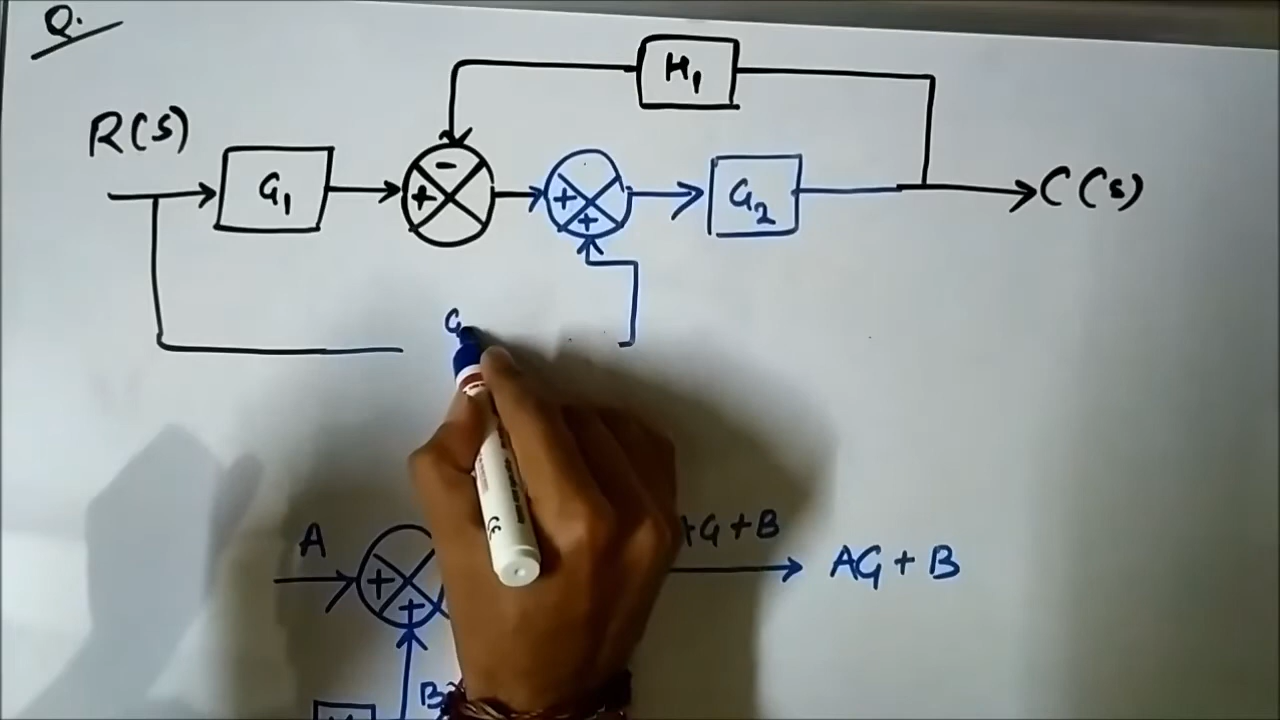 Q.
R(S)
G1
+
-
+
+
G2
H1
C(s)
G
A
+
+
B
AG+B